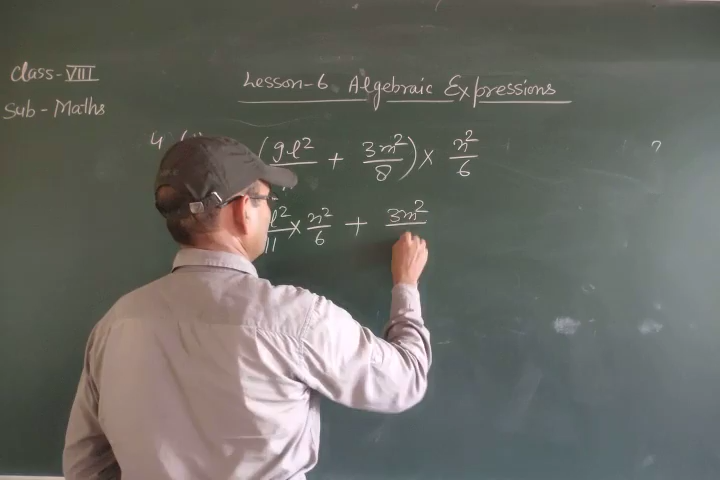 Class-VIII
Lesson-6 Algebraic Expressions
Sub - Maths
(9l²/ + 3m²/8) × n²/6
l²/11 × n²/6 + 3m²/